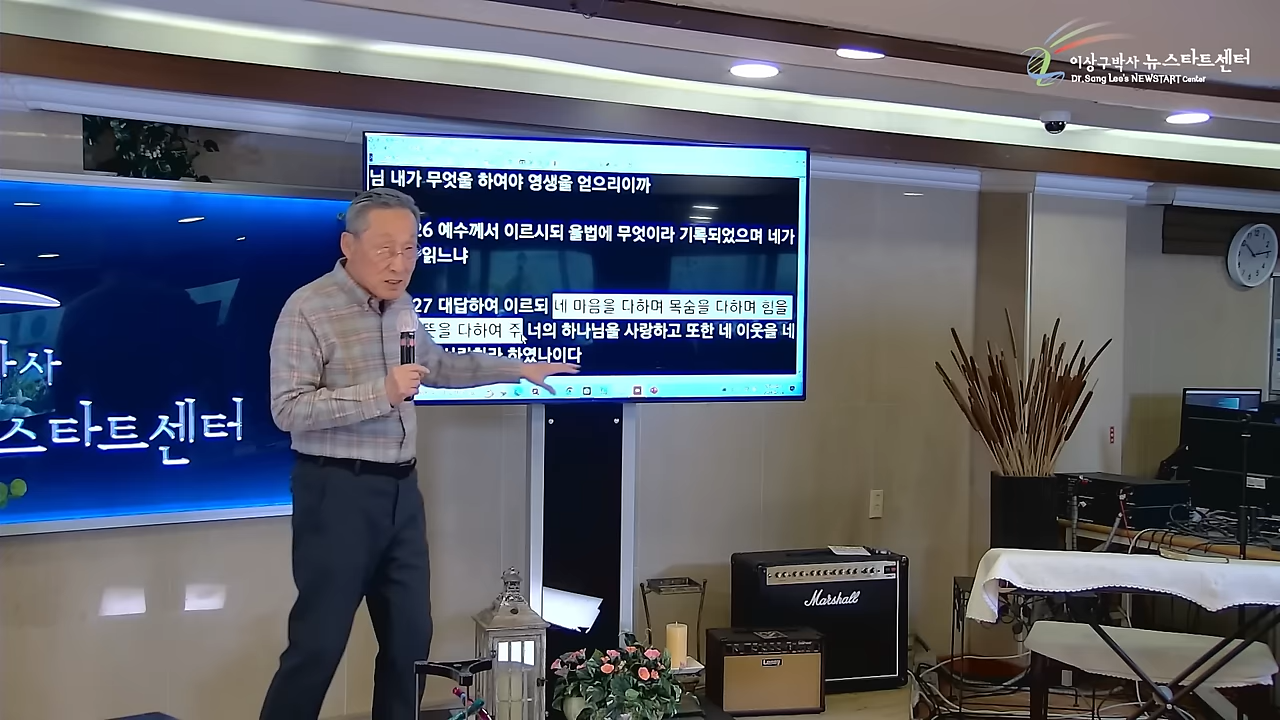 이상구박사 뉴스타트센터
Dr. Sang Lee's NEWSTART Center
님 내가 무엇을 하여야 영생을 얻으리이까
26 예수께서 이르시되 율법에 무엇이라 기록되었으며 네가
읽느냐
27 대답하여 이르되 네 마음을 다하며 목숨을 다하며 힘을
뜻을 다하여 주 너의 하나님을 사랑하고 또한 네 이웃을 네
하였나이다
박사
스타트센터
Marshall
Laney